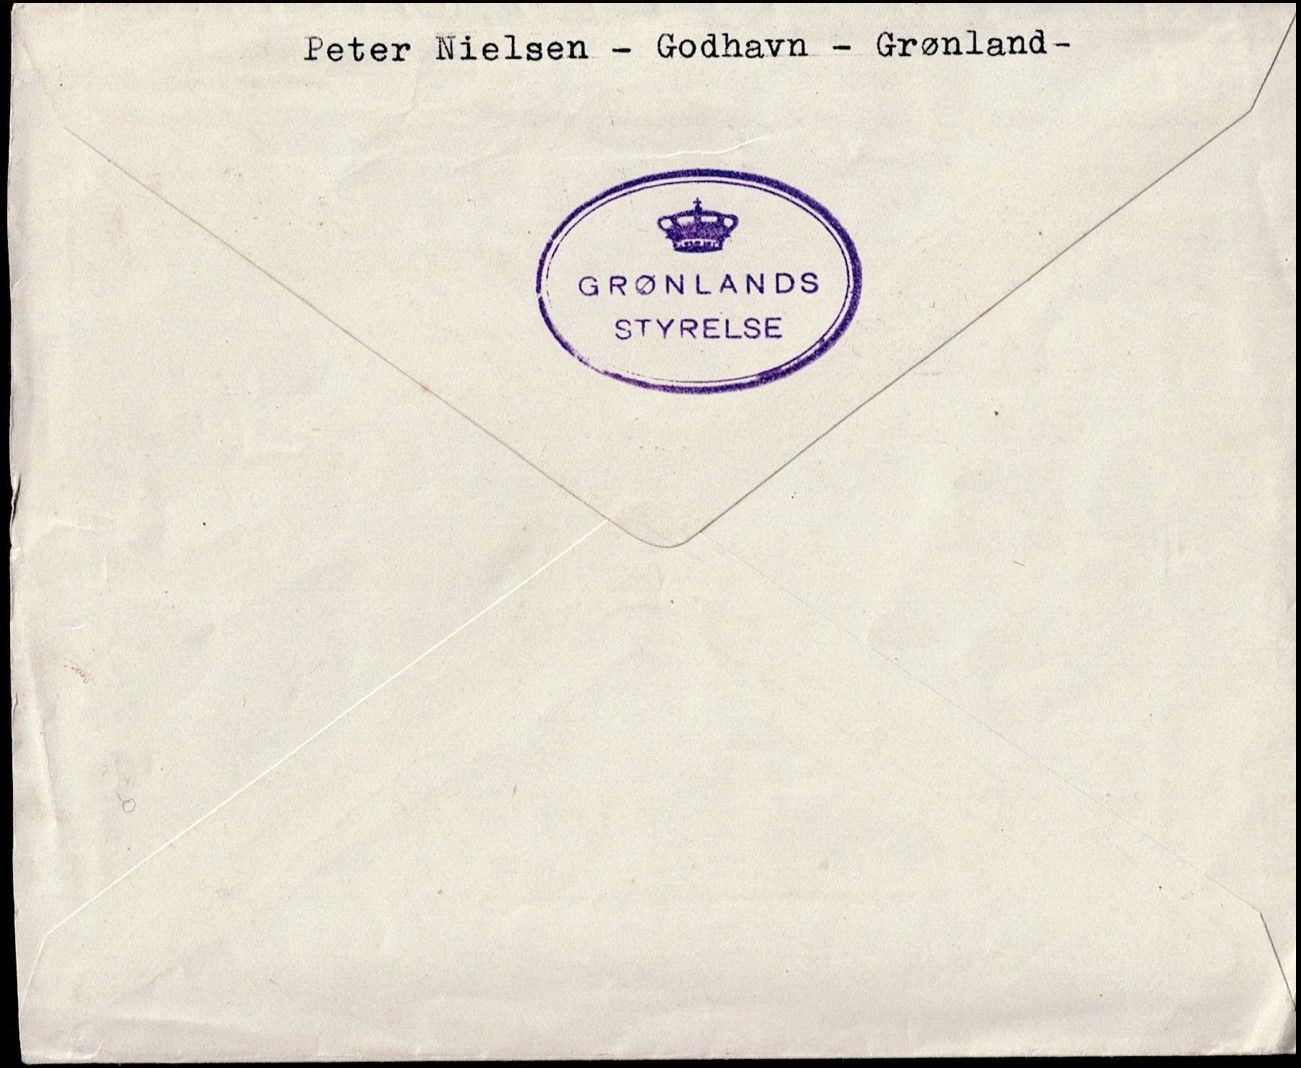 Peter Nielsen - Godhavn - Grønland-
GRØNLANDS
STYRELSE